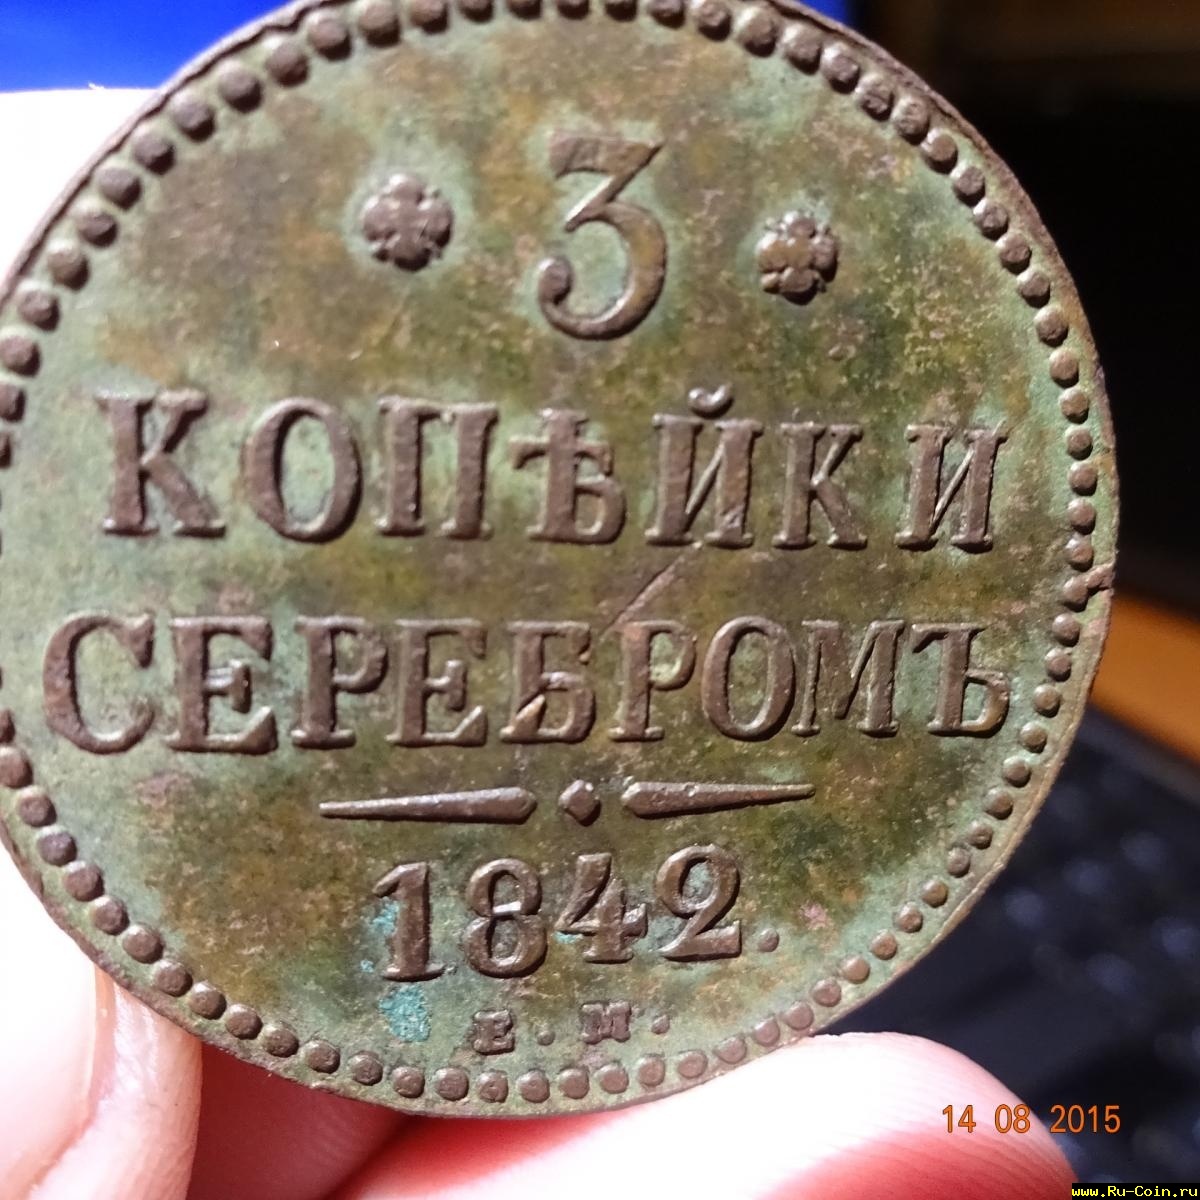 3
КОПѢЙКИ
СЕРЕБРОМЪ
1842.
Е. М.
14 08 2015
www.Ru-Coin.ru